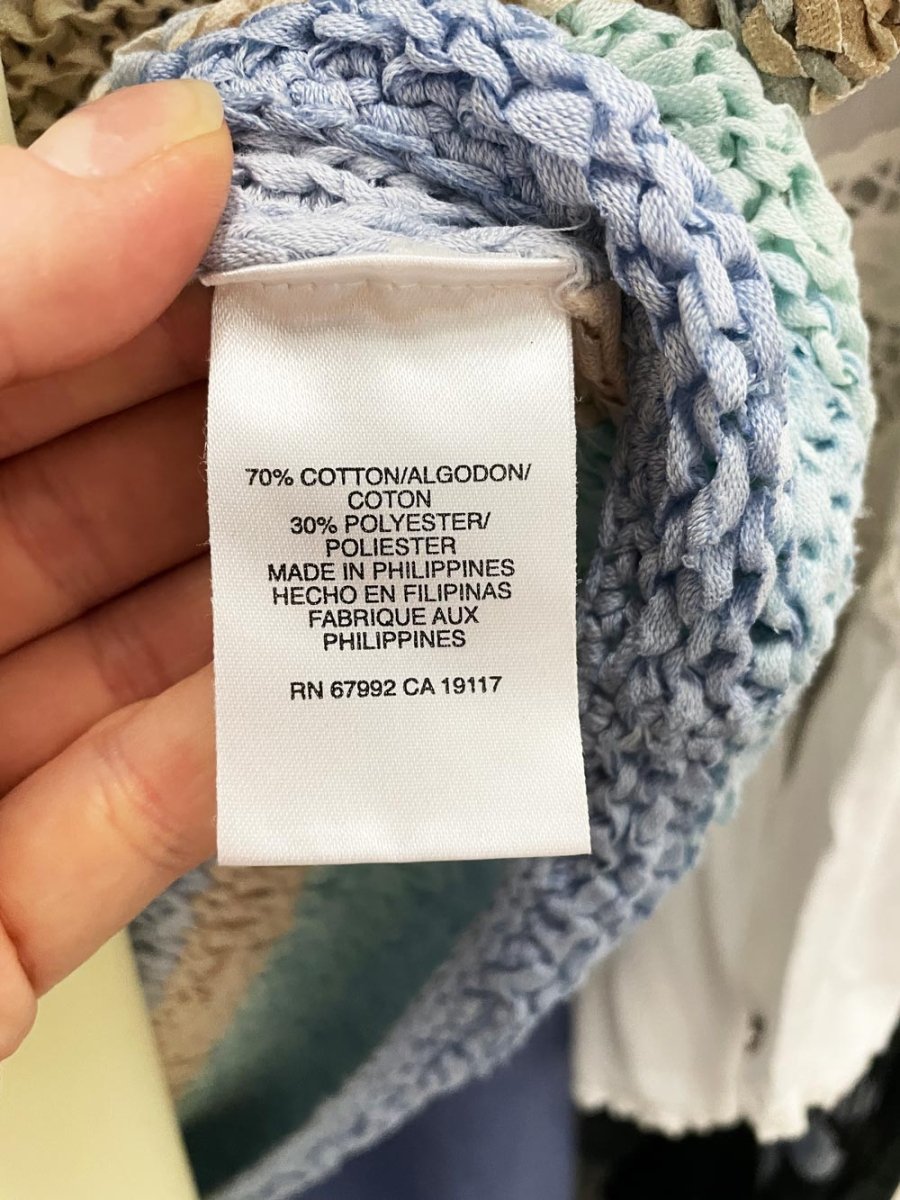 70% COTTON/ALGODON/
COTON
30% POLYESTER/
POLIESTER
MADE IN PHILIPPINES
HECHO EN FILIPINAS
FABRIQUE AUX
PHILIPPINES
RN 67992 CA 19117